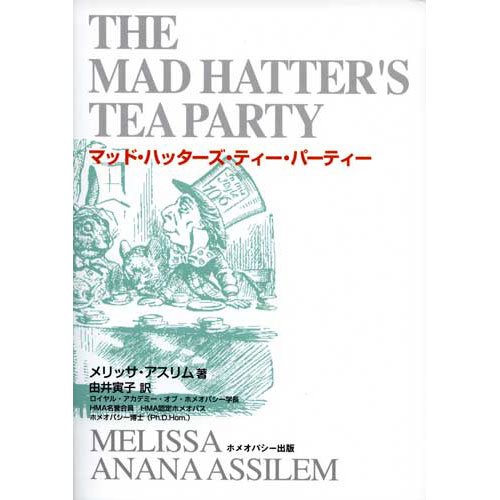 THE
MAD HATTER'S
TEA PARTY
マッド・ハッターズ・ティー・パーティー
106
メリッサ・アスリム 著
由井寅子 訳
ロイヤル・アカデミー・オブ・ホメオパシー学長
HMA名誉会員 HMA認定ホメオパス
ホメオパシー博士(Ph.D.Hom.)
MELISSA ホメオパシー出版
ANANA ASSILEM